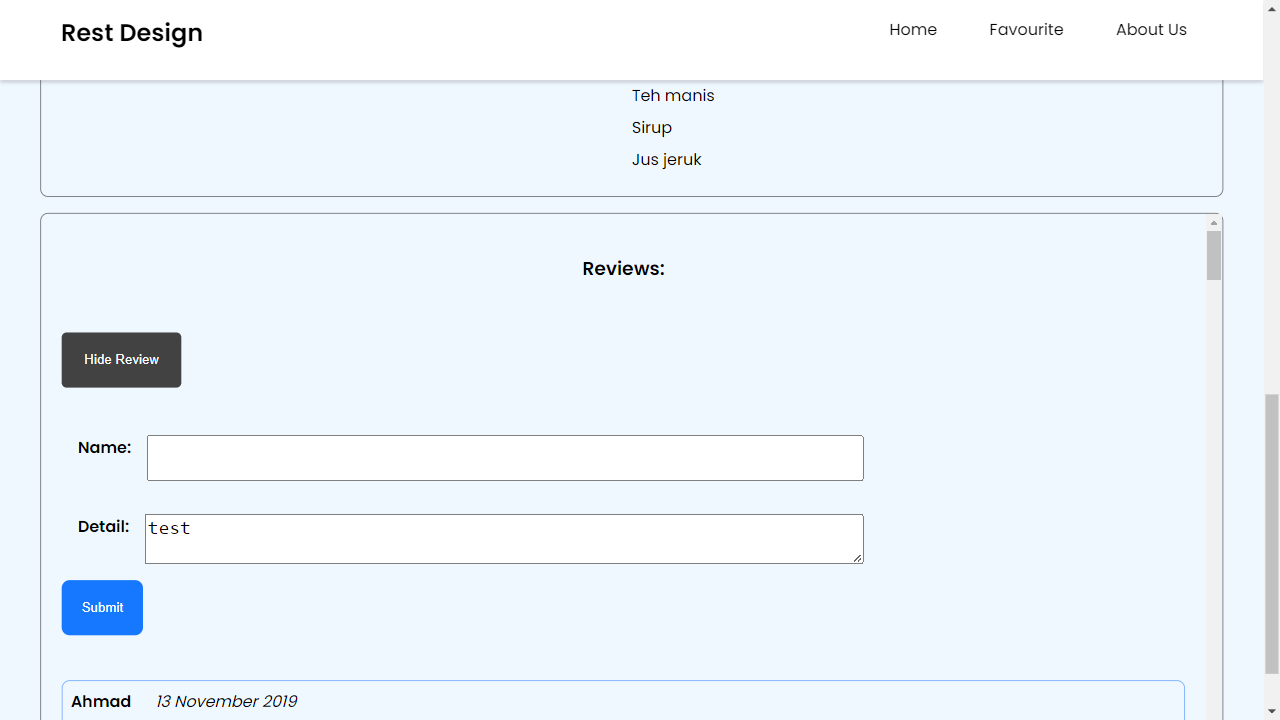 Rest Design
Home Favourite About Us
Teh manis
Sirup
Jus jeruk
Reviews:
Hide Review
Name:
Detail: test
Submit
Ahmad 13 November 2019